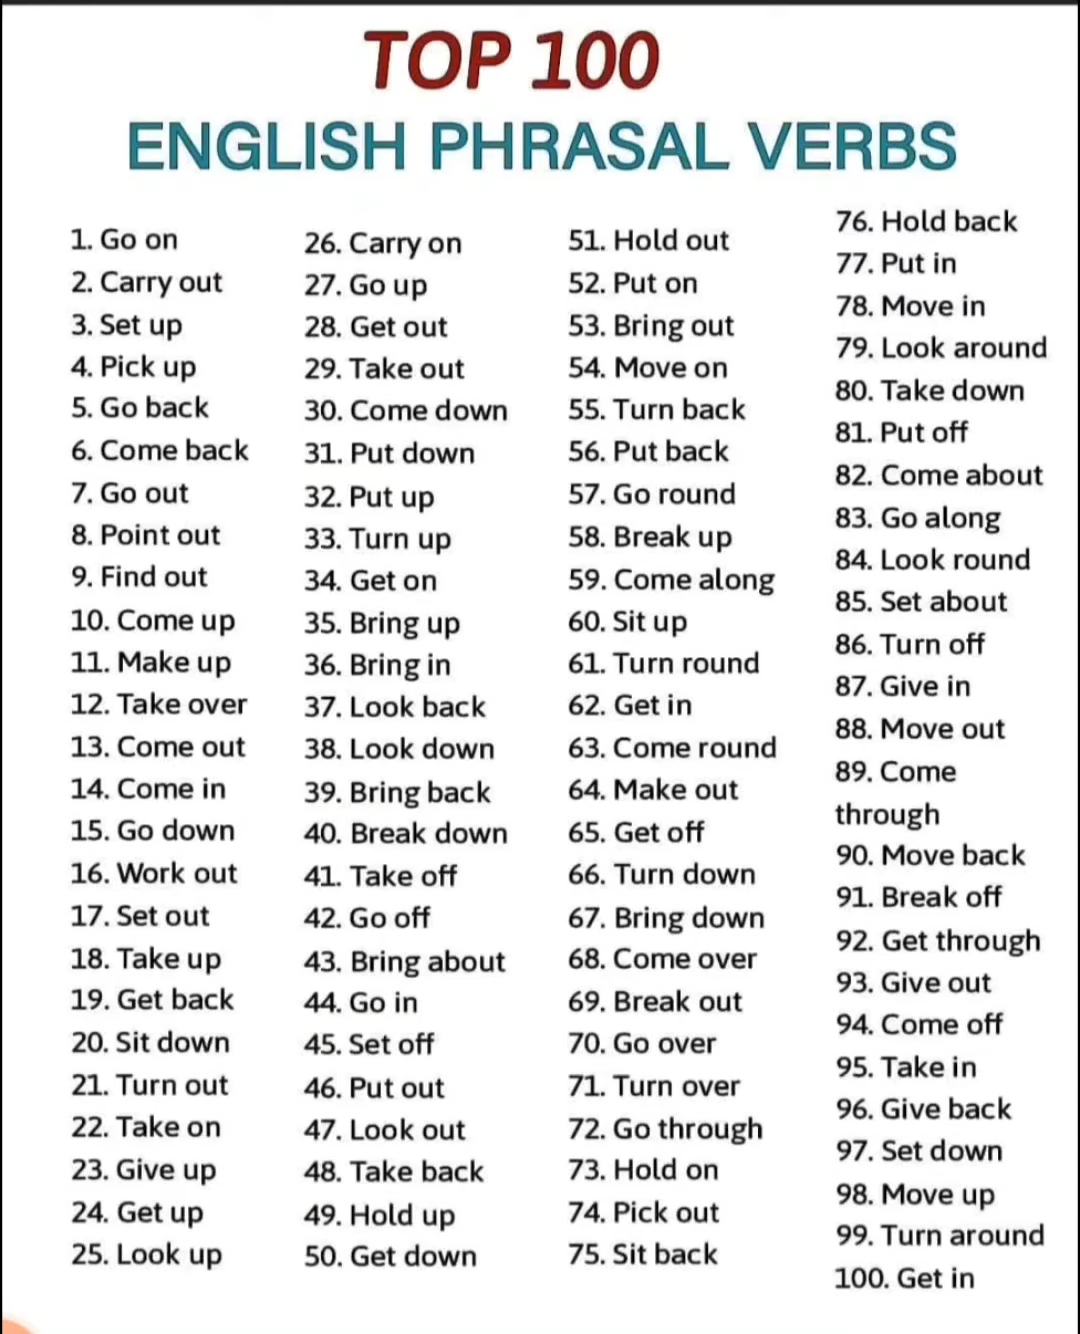 TOP 100
ENGLISH PHRASAL VERBS
1. Go on
2. Carry out
3. Set up
4. Pick up
5. Go back
6. Come back
7. Go out
8. Point out
9. Find out
10. Come up
11. Make up
12. Take over
13. Come out
14. Come in
15. Go down
16. Work out
17. Set out
18. Take up
19. Get back
20. Sit down
21. Turn out
22. Take on
23. Give up
24. Get up
25. Look up
26. Carry on
27. Go up
28. Get out
29. Take out
30. Come down
31. Put down
32. Put up
33. Turn up
34. Get on
35. Bring up
36. Bring in
37. Look back
38. Look down
39. Bring back
40. Break down
41. Take off
42. Go off
43. Bring about
44. Go in
45. Set off
46. Put out
47. Look out
48. Take back
49. Hold up
50. Get down
51. Hold out
52. Put on
53. Bring out
54. Move on
55. Turn back
56. Put back
57. Go round
58. Break up
59. Come along
60. Sit up
61. Turn round
62. Get in
63. Come round
64. Make out
65. Get off
66. Turn down
67. Bring down
68. Come over
69. Break out
70. Go over
71. Turn over
72. Go through
73. Hold on
74. Pick out
75. Sit back
76. Hold back
77. Put in
78. Move in
79. Look around
80. Take down
81. Put off
82. Come about
83. Go along
84. Look round
85. Set about
86. Turn off
87. Give in
88. Move out
89. Come
through
90. Move back
91. Break off
92. Get through
93. Give out
94. Come off
95. Take in
96. Give back
97. Set down
98. Move up
99. Turn around
100. Get in